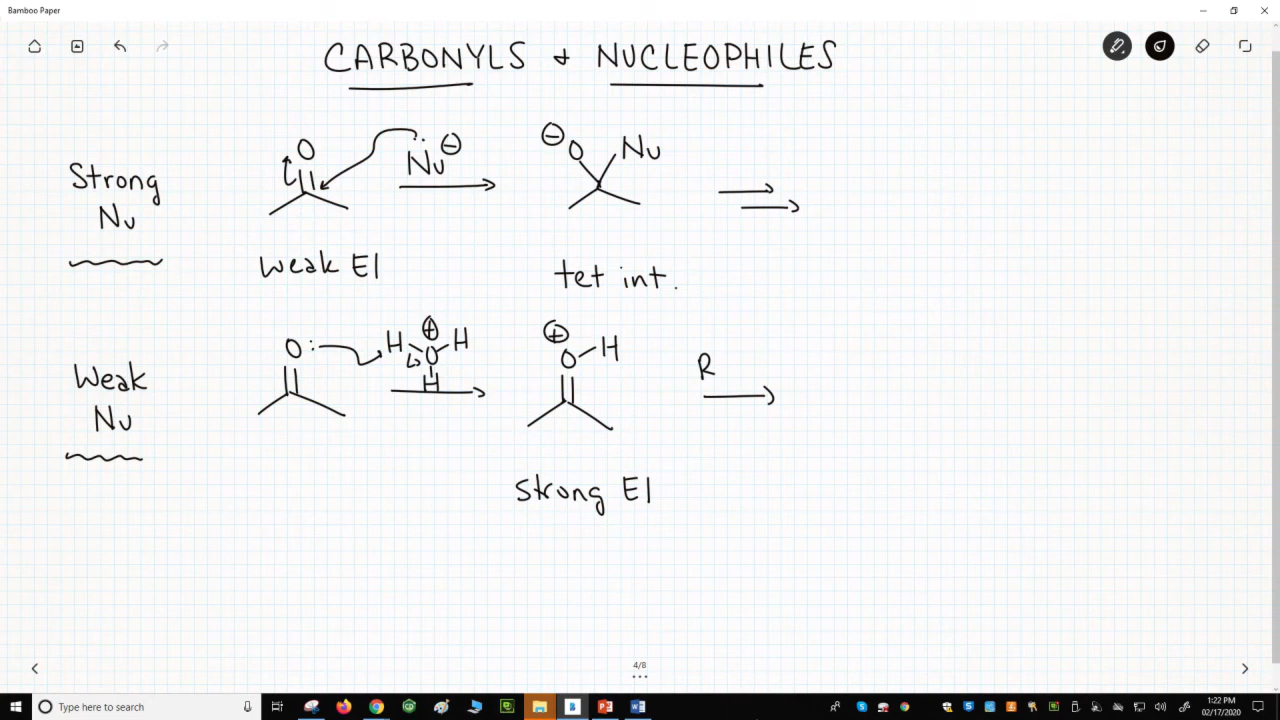 Bamboo Paper
CARBONYLS & NUCLEOPHILES
Strong
Nu
O
Nu
⊖
⊖
O
Nu
Weak El
tet int.
Weak
Nu
O:
H
⊕
O
H
H
⊕
O
H
R
Strong El
4/8
Type here to search
1:22 PM
02/17/2020